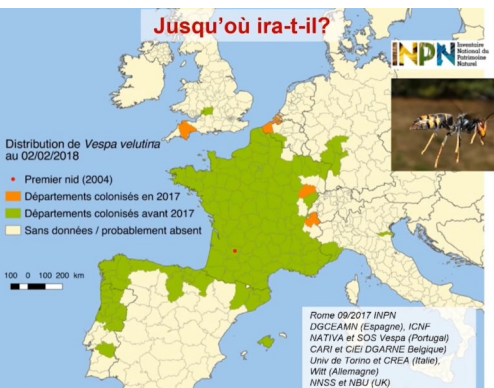 Jusqu'où ira-t-il?
INPN
Inventaire
National du
Patrimoine
Naturel
Distribution de Vespa velutina
au 02/02/2018
Premier nid (2004)
Départements colonisés en 2017
Départements colonisés avant 2017
Sans données / probablement absent
100 0 100 200 km
Rome 09/2017 INPN
DGCEAMN (Espagne), ICNF
NATIVA et SOS Vespa (Portugal)
CARI et CiEi DGARNE Belgique)
Univ de Torino et CREA (Italie),
Witt (Allemagne)
NNSS et NBU (UK)